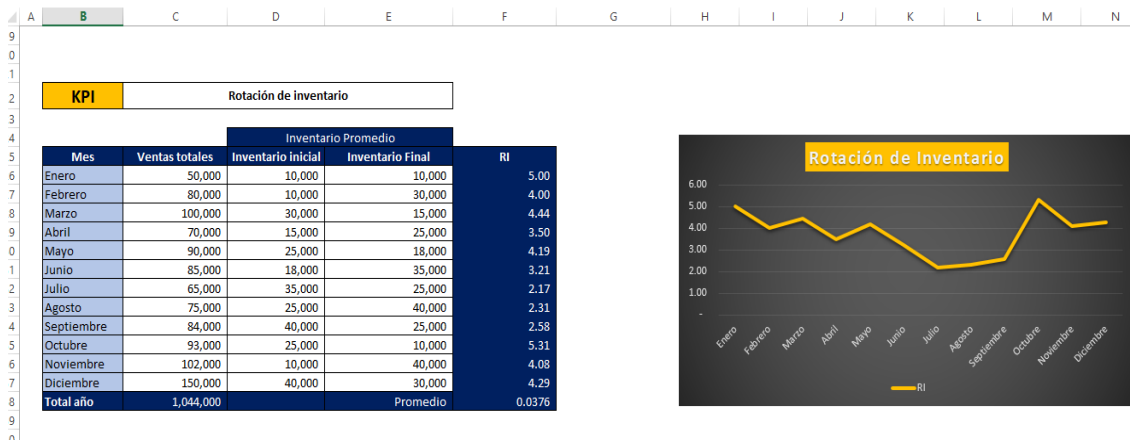 A B C D E F G H I J K L M N
9
0
1
2 KPI Rotación de inventario
3
4 Inventario Promedio
5 Mes Ventas totales Inventario inicial Inventario Final RI
6 Enero 50,000 10,000 10,000 5.00
7 Febrero 80,000 10,000 30,000 4.00
8 Marzo 100,000 30,000 15,000 4.44
9 Abril 70,000 15,000 25,000 3.50
0 Mayo 90,000 25,000 18,000 4.19
1 Junio 85,000 18,000 35,000 3.21
2 Julio 65,000 35,000 25,000 2.17
3 Agosto 75,000 25,000 40,000 2.31
4 Septiembre 84,000 40,000 25,000 2.58
5 Octubre 93,000 25,000 10,000 5.31
6 Noviembre 102,000 10,000 40,000 4.08
7 Diciembre 150,000 40,000 30,000 4.29
8 Total año 1,044,000 Promedio 0.0376
9
0
Rotación de Inventario
6.00
5.00
4.00
3.00
2.00
1.00
-
Enero Febrero Marzo Abril Mayo Junio Julio Agosto Septiembre Octubre Noviembre Diciembre
RI